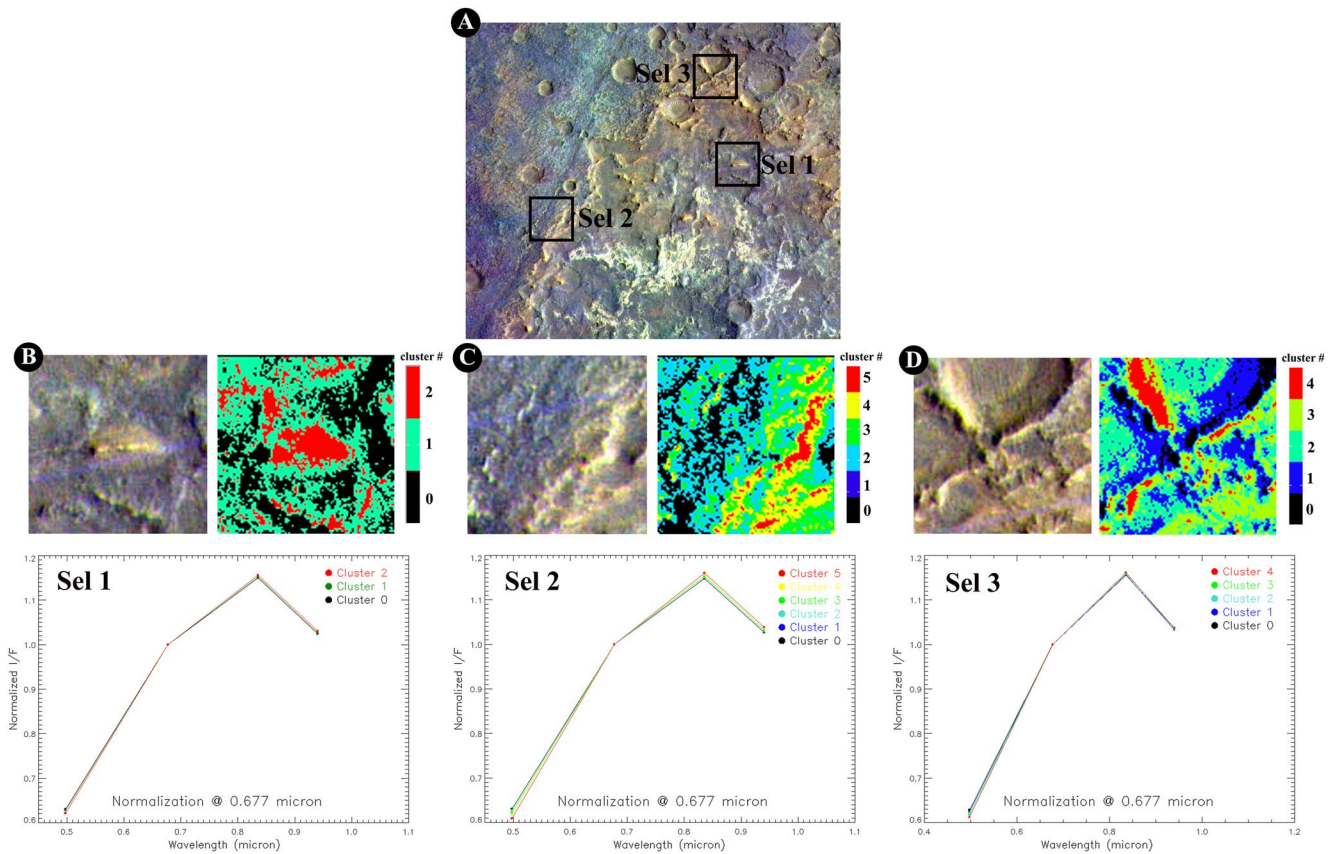 A
Sel 3
Sel 1
Sel 2
B
cluster #
2
1
0
C
cluster #
5
4
3
2
1
0
D
cluster #
4
3
2
1
0
Sel 1
Cluster 2
Cluster 1
Cluster 0
Normalized I/F
1.2
1.1
1.0
0.9
0.8
0.7
0.6
Normalization @ 0.677 micron
0.5 0.6 0.7 0.8 0.9 1.0 1.1
Wavelength (micron)
Sel 2
Cluster 5
Cluster 4
Cluster 3
Cluster 2
Cluster 1
Cluster 0
Normalized I/F
1.2
1.1
1.0
0.9
0.8
0.7
0.6
Normalization @ 0.677 micron
0.5 0.6 0.7 0.8 0.9 1.0 1.1
Wavelength (micron)
Sel 3
Cluster 4
Cluster 3
Cluster 2
Cluster 1
Cluster 0
Normalized I/F
1.2
1.1
1.0
0.9
0.8
0.7
0.6
Normalization @ 0.677 micron
0.4 0.6 0.8 1.0 1.2
Wavelength (micron)